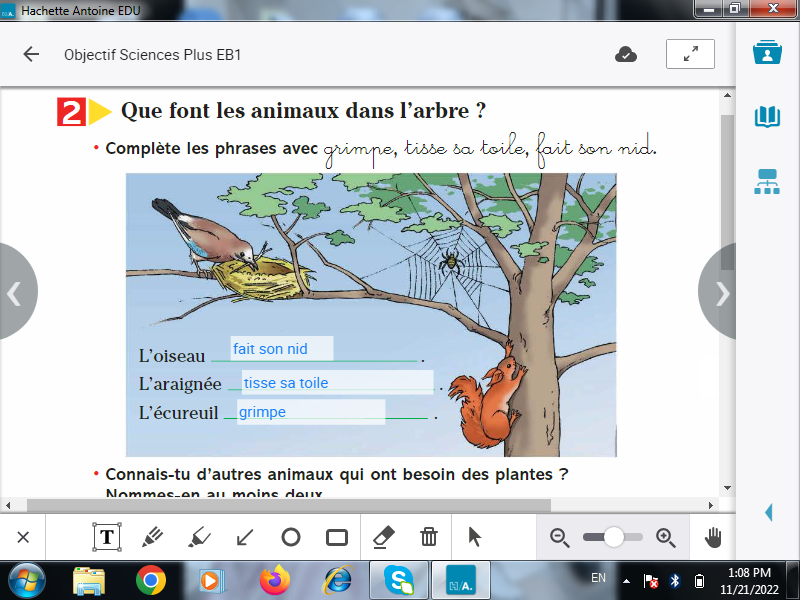 Hachette Antoine EDU
Objectif Sciences Plus EB1
2 Que font les animaux dans l'arbre ?
• Complète les phrases avec grimpe, tisse sa toile, fait son nid.
L'oiseau fait son nid .
L'araignée tisse sa toile .
L'écureuil grimpe .
• Connais-tu d'autres animaux qui ont besoin des plantes ?
Nommes-en au moins deux
T
EN 1:08 PM
11/21/2022